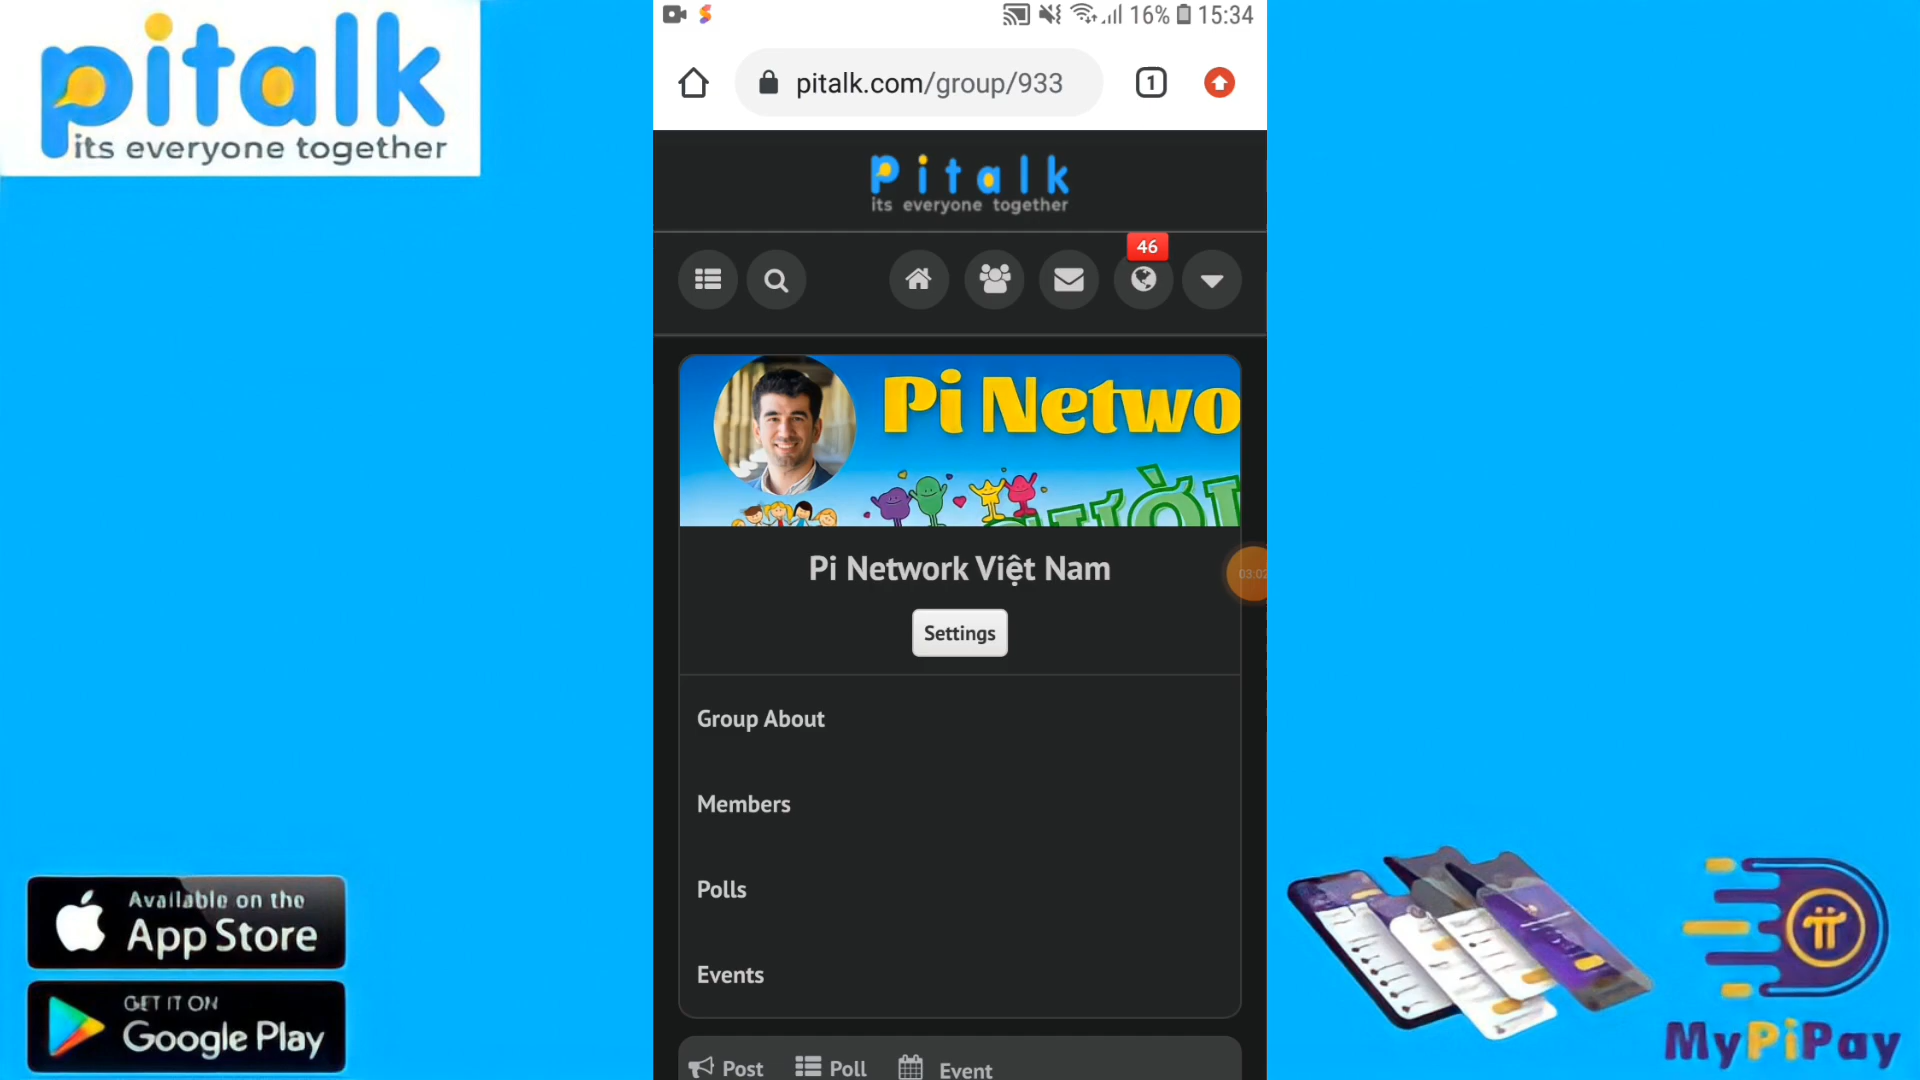 pitalk
its everyone together
16% 15:34
pitalk.com/group/933
1
pitalk
its everyone together
46
Pi Netwo
Pi Network Việt Nam
03:02
Settings
Group About
Members
Polls
Events
Post Poll Event
Available on the
App Store
GET IT ON
Google Play
MyPiPay